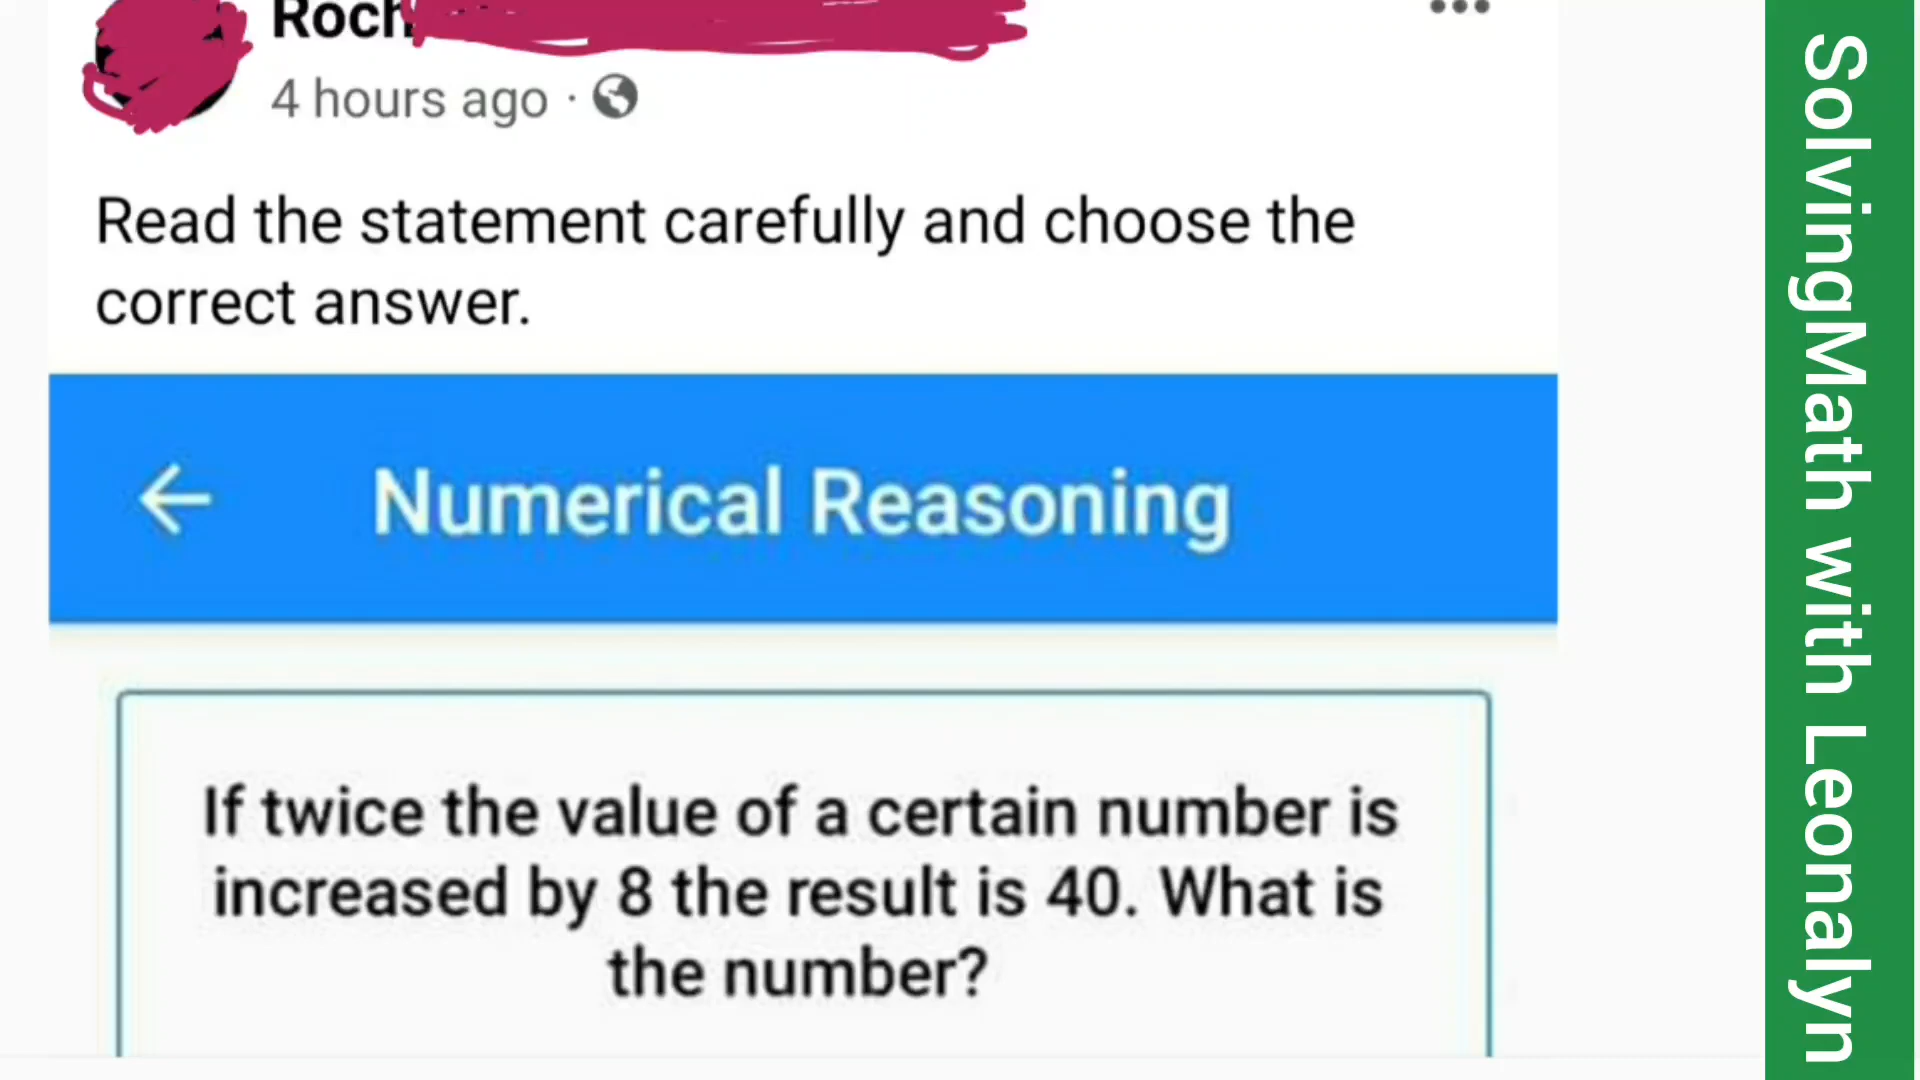 Roch
4 hours ago ·
Read the statement carefully and choose the
correct answer.
Numerical Reasoning
If twice the value of a certain number is
increased by 8 the result is 40. What is
the number?
SolvingMath with Leonalyn